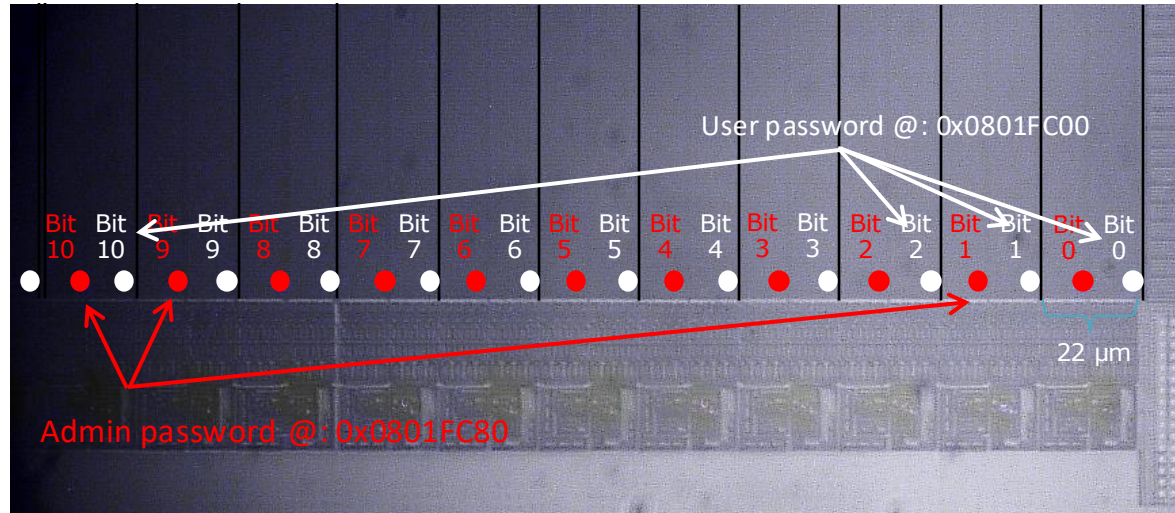 User password @: 0x0801FC00
Bit 10 Bit 10 Bit 9 Bit 9 Bit 8 Bit 8 Bit 7 Bit 7 Bit 6 Bit 6 Bit 5 Bit 5 Bit 4 Bit 4 Bit 3 Bit 3 Bit 2 Bit 2 Bit 1 Bit 1 Bit 0 Bit 0
22 µm
Admin password @: 0x0801FC80